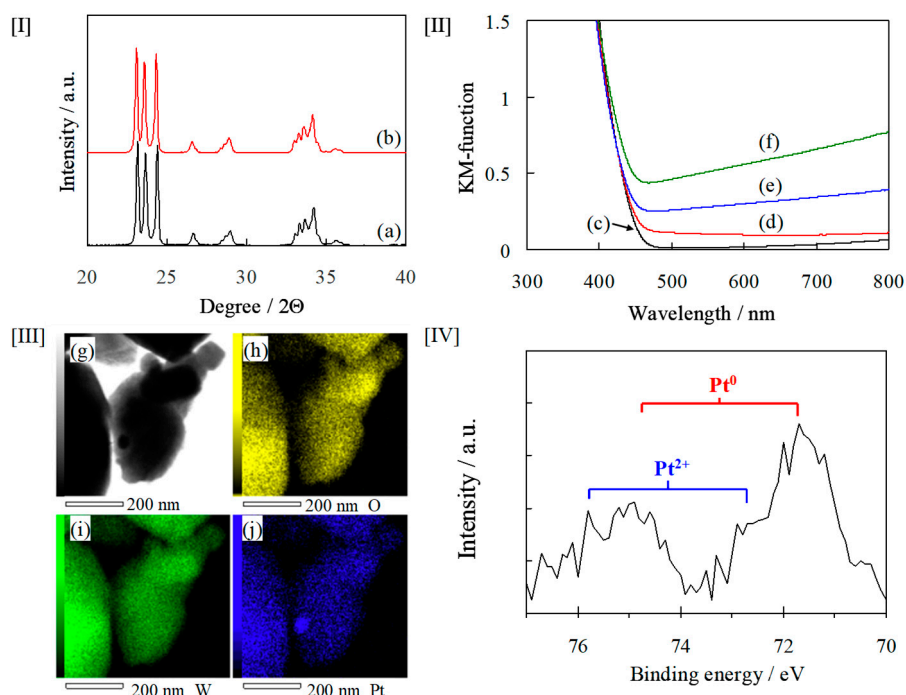 [I]
Intensity / a.u.
(b)
(a)
20 25 30 35 40
Degree / 2Θ
[II]
KM-function
1.5
1
0.5
0
(f)
(e)
(c)
(d)
300 400 500 600 700 800
Wavelength / nm
[III]
(g)
(h)
200 nm
200 nm O
(i)
(j)
200 nm W
200 nm Pt
[IV]
Intensity / a.u.
Pt⁰
Pt²⁺
76 74 72 70
Binding energy / eV